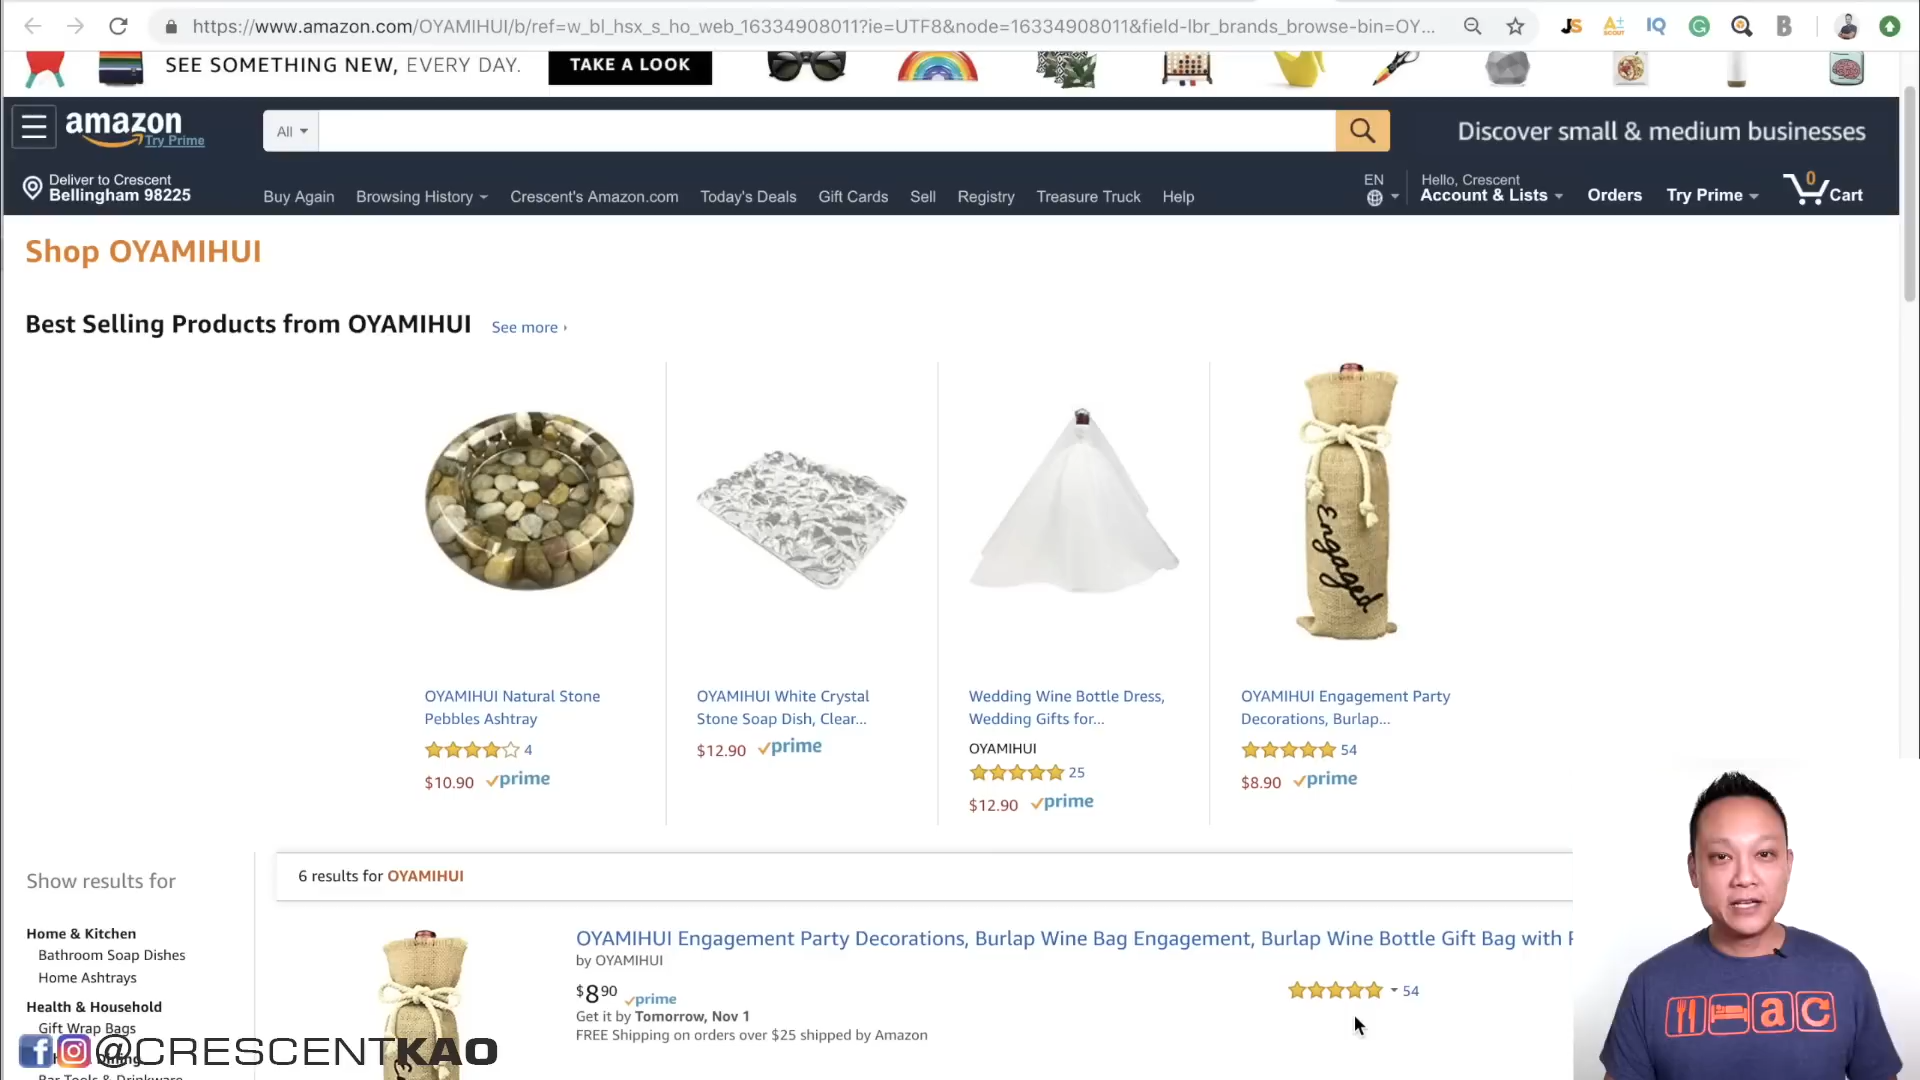 https://www.amazon.com/OYAMIHUI/b/ref=w_bl_hsx_s_ho_web_16334908011?ie=UTF8&node=16334908011&field-lbr_brands_browse-bin=OY...
JS
A±
SCOUT
IQ
G
B
SEE SOMETHING NEW, EVERY DAY.
TAKE A LOOK
amazon
Try Prime
All
Discover small & medium businesses
Deliver to Crescent
Bellingham 98225
Buy Again
Browsing History
Crescent's Amazon.com
Today's Deals
Gift Cards
Sell
Registry
Treasure Truck
Help
EN
Hello, Crescent
Account & Lists
Orders
Try Prime
0
Cart
Shop OYAMIHUI
Best Selling Products from OYAMIHUI See more ›
Engaged
OYAMIHUI Natural Stone
Pebbles Ashtray
4
$10.90 prime
OYAMIHUI White Crystal
Stone Soap Dish, Clear...
$12.90 prime
Wedding Wine Bottle Dress,
Wedding Gifts for...
OYAMIHUI
25
$12.90 prime
OYAMIHUI Engagement Party
Decorations, Burlap...
54
$8.90 prime
Show results for
Home & Kitchen
Bathroom Soap Dishes
Home Ashtrays
Health & Household
Gift Wrap Bags
6 results for OYAMIHUI
OYAMIHUI Engagement Party Decorations, Burlap Wine Bag Engagement, Burlap Wine Bottle Gift Bag with
by OYAMIHUI
$8 90 prime
Get it by Tomorrow, Nov 1
FREE Shipping on orders over $25 shipped by Amazon
54
@CRESCENTKAO
a